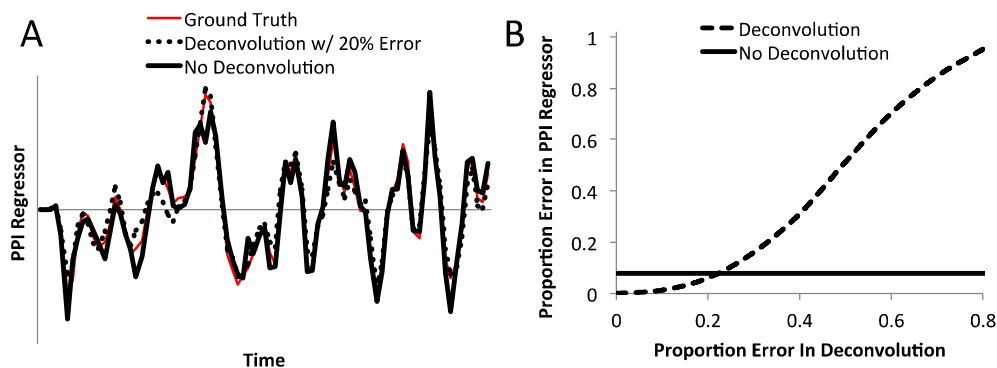 A
Ground Truth
Deconvolution w/ 20% Error
No Deconvolution
PPI Regressor
Time
B
Deconvolution
No Deconvolution
Proportion Error in PPI Regressor
1
0.8
0.6
0.4
0.2
0
0 0.2 0.4 0.6 0.8
Proportion Error In Deconvolution